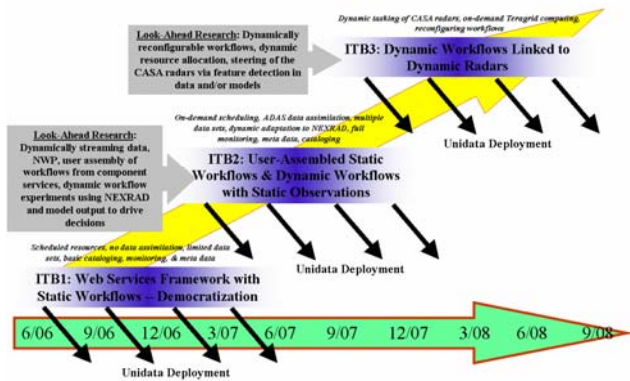 Dynamic tasking of CASA radars, on-demand Teragrid computing,
reconfiguring workflows
Look-Ahead Research: Dynamically
reconfigurable workflows, dynamic
resource allocation, steering of the
CASA radars via feature detection in
data and/or models
ITB3: Dynamic Workflows Linked to
Dynamic Radars
Unidata Deployment
On-demand scheduling, ADAS data assimilation, multiple
data sets, dynamic adaptation to NEXRAD, full
monitoring, meta data, cataloging
Look-Ahead Research:
Dynamically streaming data,
NWP, user assembly of
workflows from component
services, dynamic workflow
experiments using NEXRAD
and model output to drive
decisions
ITB2: User-Assembled Static
Workflows & Dynamic Workflows
with Static Observations
Unidata Deployment
Scheduled resources, no data assimilation, limited data
sets, basic cataloging, monitoring, & meta data
ITB1: Web Services Framework with
Static Workflows – Democratization
6/06 9/06 12/06 3/07 6/07 9/07 12/07 3/08 6/08 9/08
Unidata Deployment